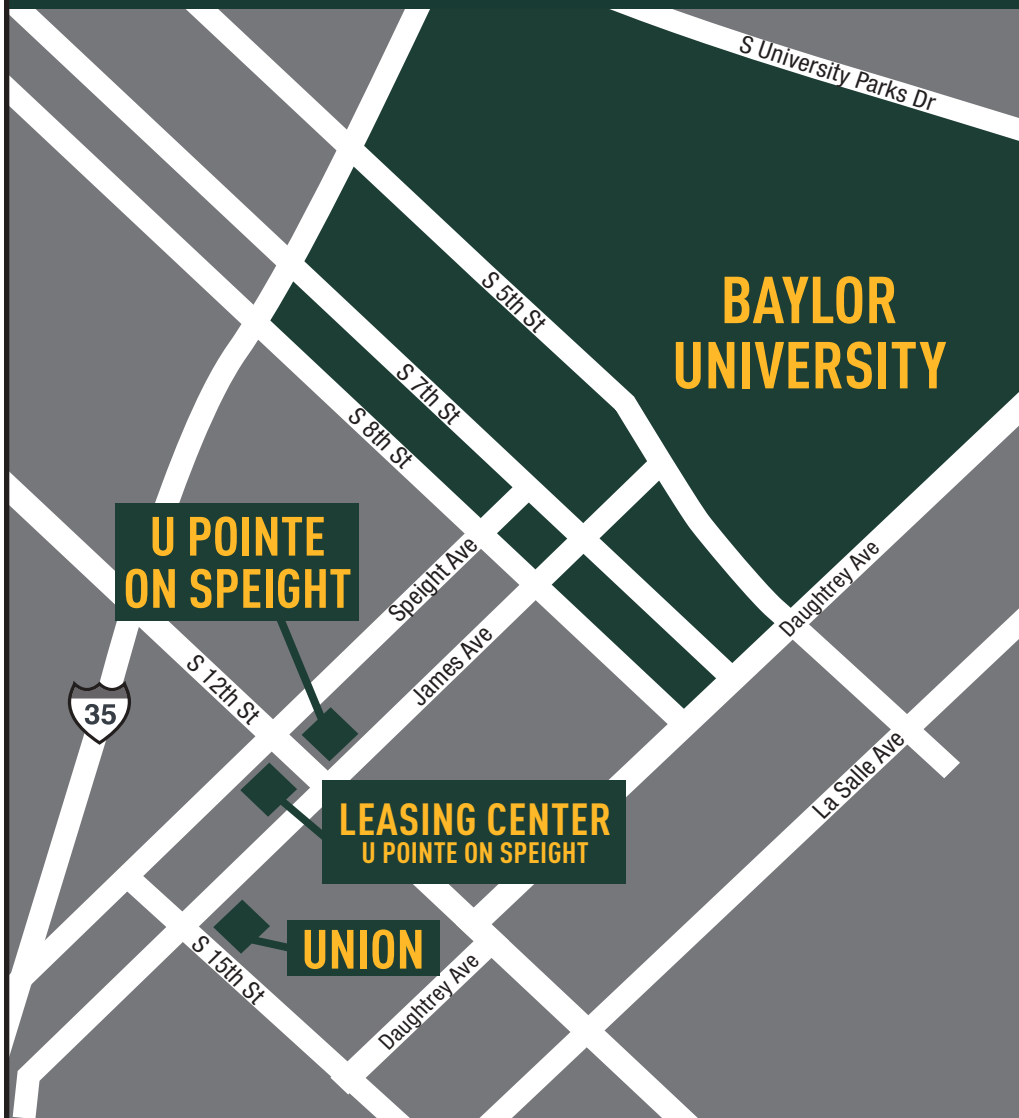 S University Parks Dr
BAYLOR
UNIVERSITY
S 5th St
S 7th St
S 8th St
U POINTE
ON SPEIGHT
Speight Ave
Daughtrey Ave
James Ave
S 12th St
35
La Salle Ave
LEASING CENTER
U POINTE ON SPEIGHT
UNION
S 15th St
Daughtrey Ave